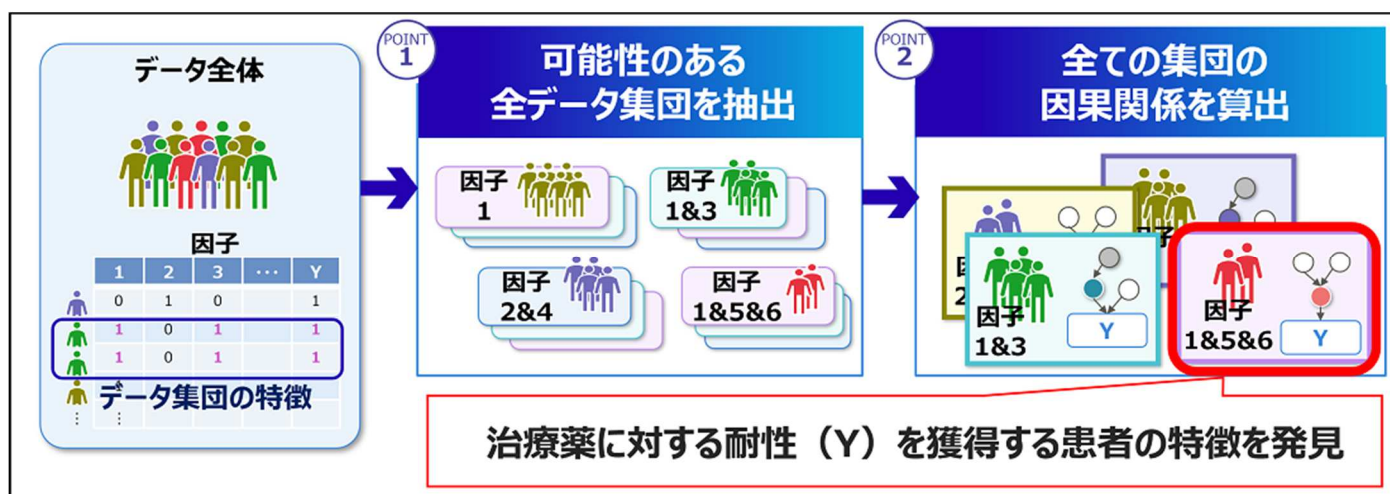 データ全体
因子
1 2 3 ... Y
0 1 0 1
1 0 1 1
1 0 1 1
データ集団の特徴
⋮ ⋮
POINT
1
可能性のある
全データ集団を抽出
因子
1
因子
1&3
因子
2&4
因子
1&5&6
POINT
2
全ての集団の
因果関係を算出
因子
1&3
Y
因子
1&5&6
Y
治療薬に対する耐性（Y）を獲得する患者の特徴を発見